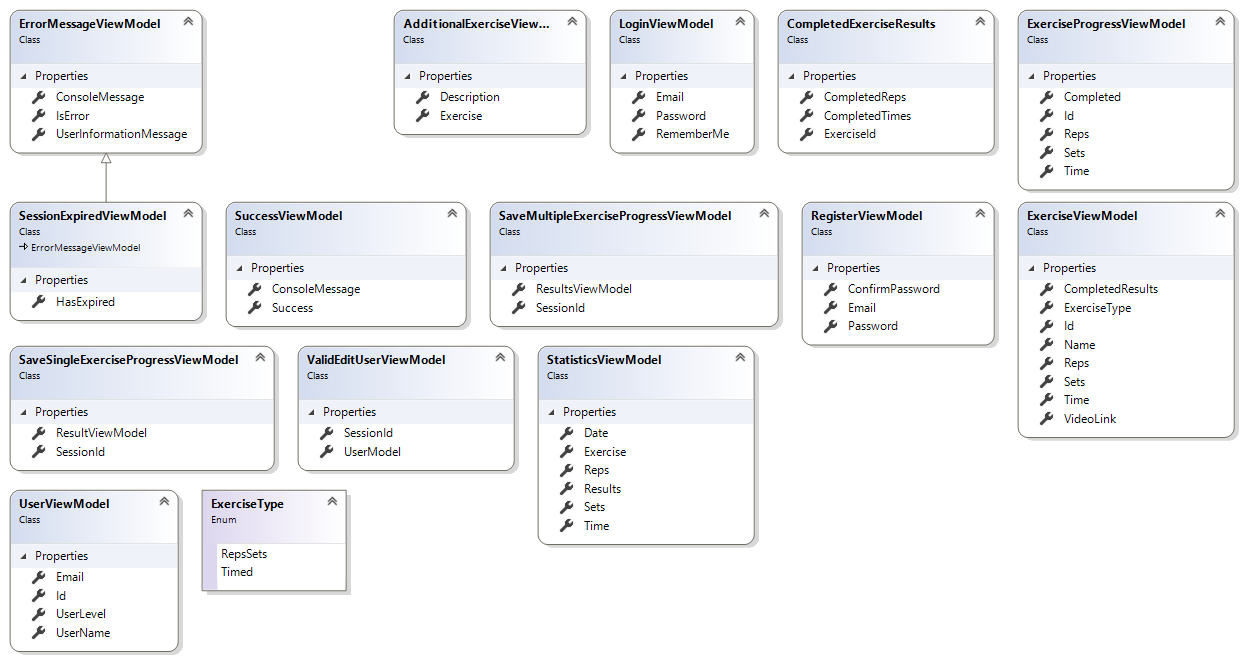 ErrorMessageViewModel
Class
Properties
ConsoleMessage
IsError
UserInformationMessage
AdditionalExerciseView...
Class
Properties
Description
Exercise
LoginViewModel
Class
Properties
Email
Password
RememberMe
CompletedExerciseResults
Class
Properties
CompletedReps
CompletedTimes
ExerciseId
ExerciseProgressViewModel
Class
Properties
Completed
Id
Reps
Sets
Time
SessionExpiredViewModel
Class
ErrorMessageViewModel
Properties
HasExpired
SuccessViewModel
Class
Properties
ConsoleMessage
Success
SaveMultipleExerciseProgressViewModel
Class
Properties
ResultsViewModel
SessionId
RegisterViewModel
Class
Properties
ConfirmPassword
Email
Password
ExerciseViewModel
Class
Properties
CompletedResults
ExerciseType
Id
Name
Reps
Sets
Time
VideoLink
SaveSingleExerciseProgressViewModel
Class
Properties
ResultViewModel
SessionId
ValidEditUserViewModel
Class
Properties
SessionId
UserModel
StatisticsViewModel
Class
Properties
Date
Exercise
Reps
Results
Sets
Time
UserViewModel
Class
Properties
Email
Id
UserLevel
UserName
ExerciseType
Enum
RepsSets
Timed